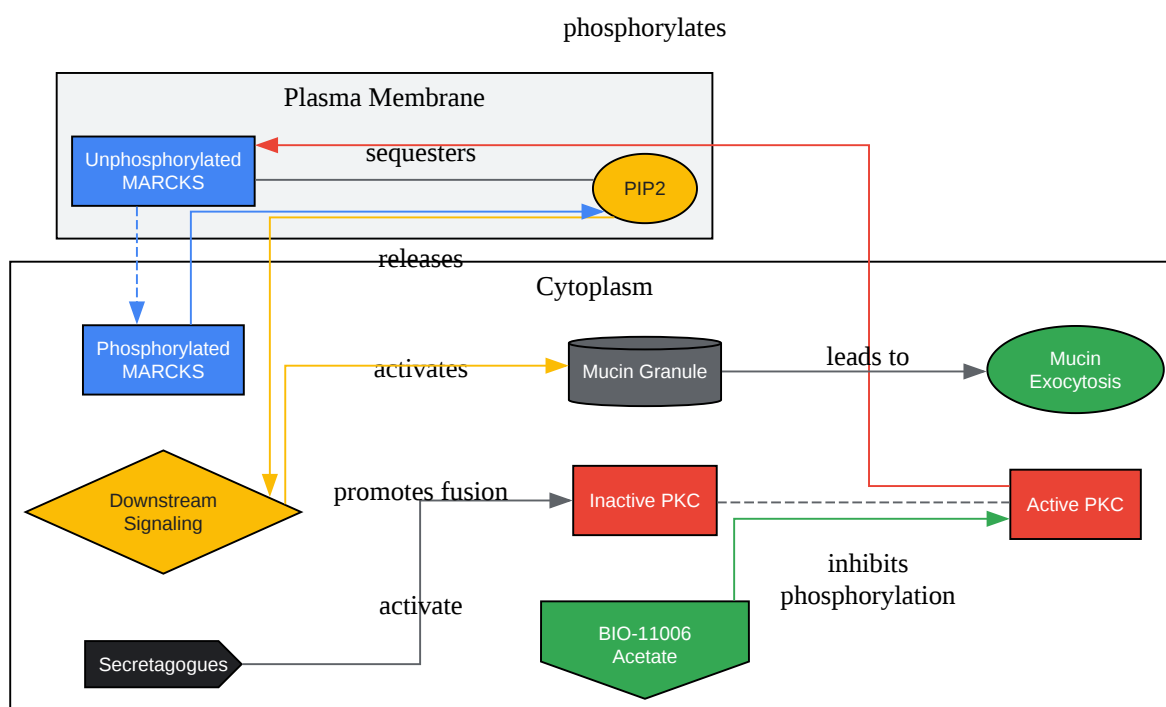 phosphorylates
Plasma Membrane
Unphosphorylated
MARCKS
sequesters
PIP2
releases
Cytoplasm
Phosphorylated
MARCKS
activates
Mucin Granule
leads to
Mucin
Exocytosis
Downstream
Signaling
promotes fusion
Inactive PKC
Active PKC
inhibits
phosphorylation
activate
BIO-11006
Acetate
Secretagogues